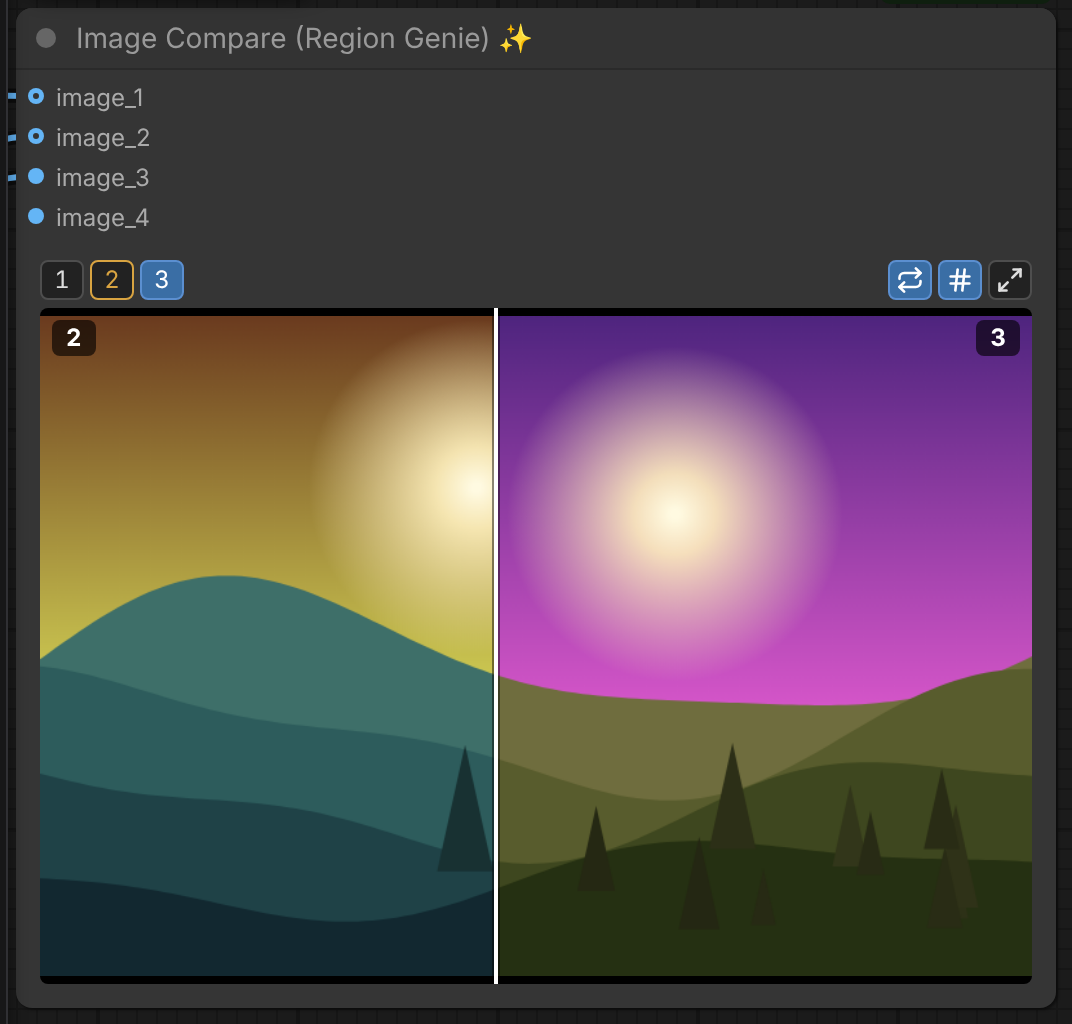 Image Compare (Region Genie) ✨
image_1
image_2
image_3
image_4
1 2 3 #
2 3